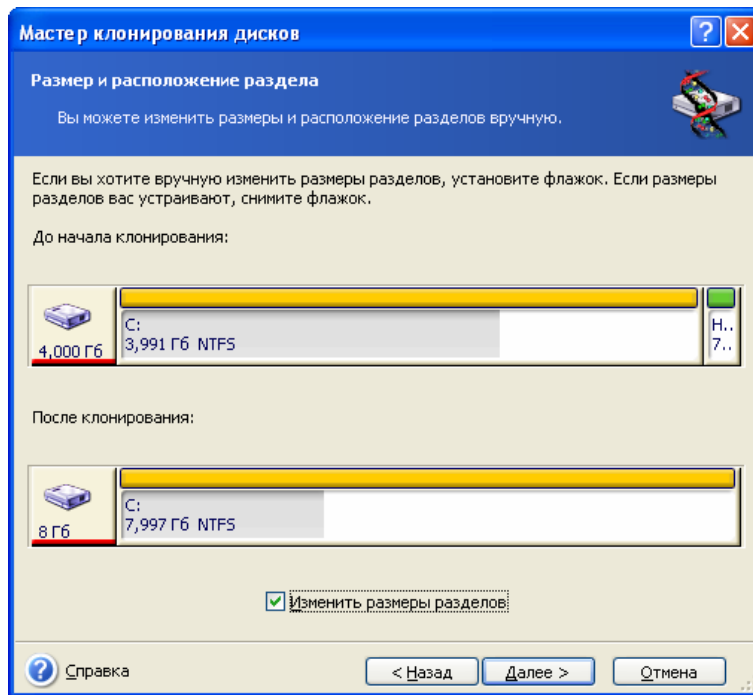 Мастер клонирования дисков
Размер и расположение раздела
Вы можете изменить размеры и расположение разделов вручную.
Если вы хотите вручную изменить размеры разделов, установите флажок. Если размеры
разделов вас устраивают, снимите флажок.
До начала клонирования:
4,000 Гб
C:
3,991 Гб NTFS
Н..
7..
После клонирования:
8 Гб
C:
7,997 Гб NTFS
Изменить размеры разделов
Справка
< Назад
Далее >
Отмена